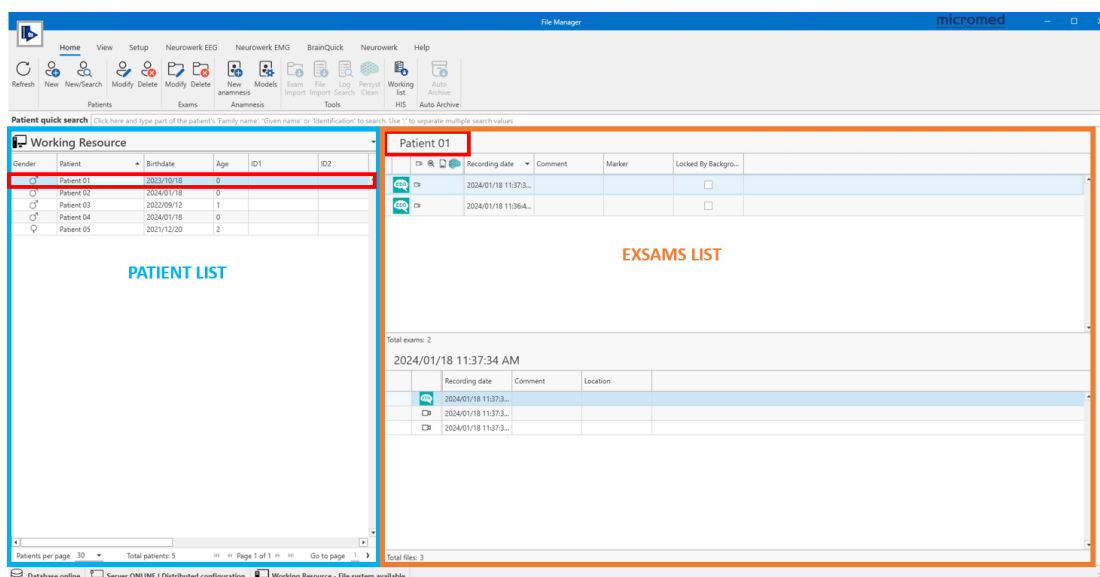 File Manager
micromed
Home View Setup Neurowerk EEG Neurowerk EMG BrainQuick Neurowerk Help
Refresh New New/Search Modify Delete Modify Delete New anamnesis Models Exam Import File Import Log Search Persyst Clean Working list Auto Archive
Patients Exams Anamnesis Tools HIS Auto Archive
Patient quick search Click here and type part of the patient's 'Family name', 'Given name' or 'Identification' to search. Use ';' to separate multiple search values
Working Resource
Gender Patient Birthdate Age ID1 ID2
Patient 01 2023/10/18 0
Patient 02 2024/01/18 0
Patient 03 2022/09/12 1
Patient 04 2024/01/18 0
Patient 05 2021/12/20 2
PATIENT LIST
Patients per page 30 Total patients: 5 Page 1 of 1 Go to page 1
Patient 01
Recording date Comment Marker Locked By Backgro...
EEG 2024/01/18 11:37:3...
EEG 2024/01/18 11:36:4...
EXSAMS LIST
Total exams: 2
2024/01/18 11:37:34 AM
Recording date Comment Location
EEG 2024/01/18 11:37:3...
2024/01/18 11:37:3...
2024/01/18 11:37:3...
Total files: 3
Database online Server ONLINE | Distributed configuration Working Resource - File system available